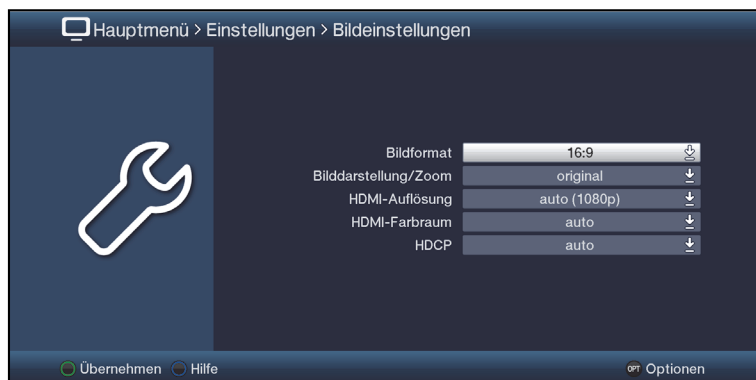 Hauptmenü > Einstellungen > Bildeinstellungen
Bildformat 16:9
Bilddarstellung/Zoom original
HDMI-Auflösung auto (1080p)
HDMI-Farbraum auto
HDCP auto
Übernehmen Hilfe OPT Optionen